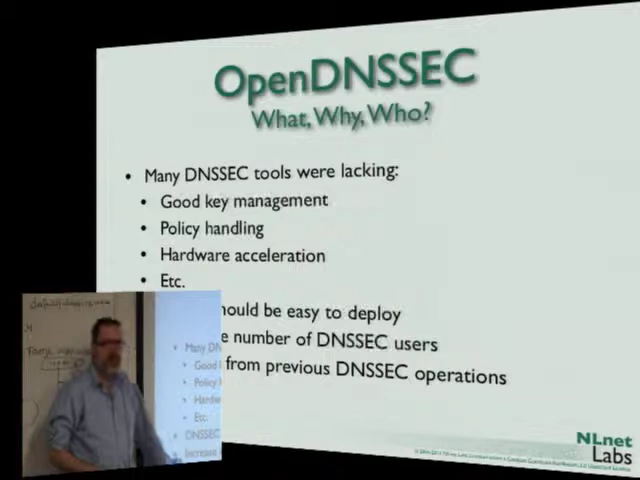 OpenDNSSEC
What, Why, Who?
• Many DNSSEC tools were lacking:
• Good key management
• Policy handling
• Hardware acceleration
• Etc.
hould be easy to deploy
e number of DNSSEC users
from previous DNSSEC operations
Many DN
Good
Policy
Hardw
Etc.
DNSSEC
Increase
NLnet
Labs